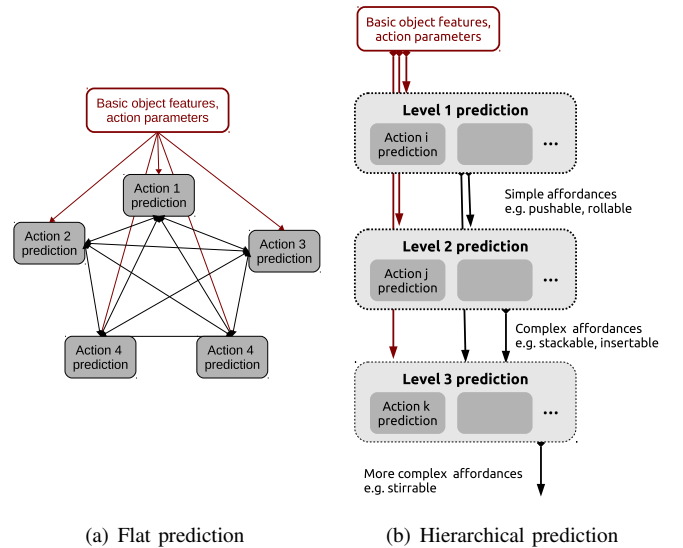 Basic object features,
action parameters
Action 1
prediction
Action 2
prediction
Action 3
prediction
Action 4
prediction
Action 4
prediction
(a) Flat prediction
Basic object features,
action parameters
Level 1 prediction
Action i
prediction
...
Simple affordances
e.g. pushable, rollable
Level 2 prediction
Action j
prediction
...
Complex affordances
e.g. stackable, insertable
Level 3 prediction
Action k
prediction
...
More complex affordances
e.g. stirrable
(b) Hierarchical prediction